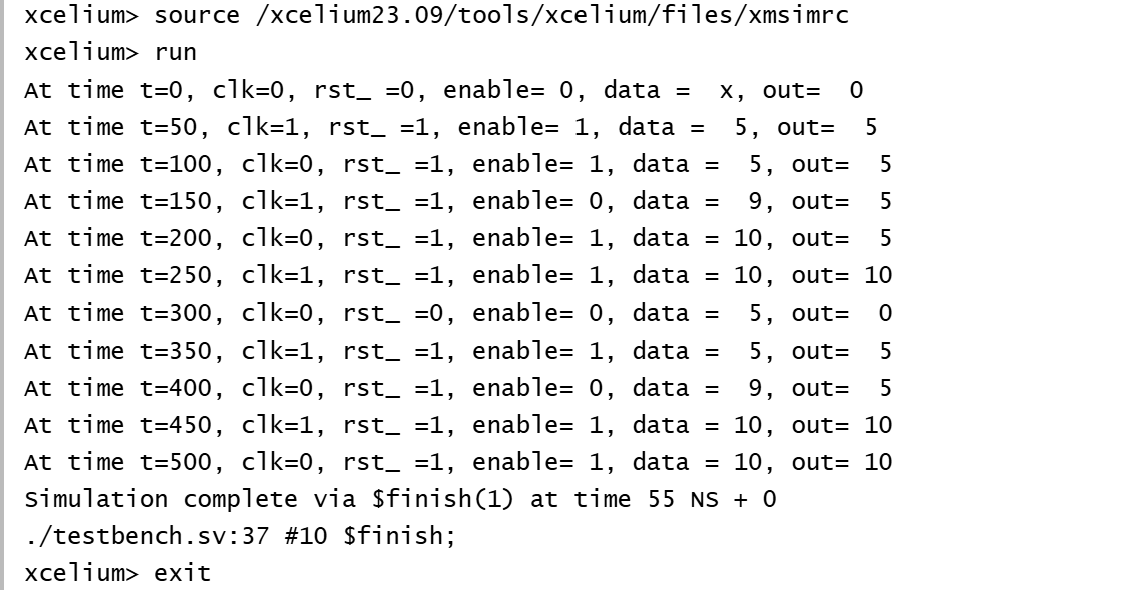 xcelium> source /xcelium23.09/tools/xcelium/files/xmsimrc
xcelium> run
At time t=0, clk=0, rst_ =0, enable= 0, data =  x, out=  0
At time t=50, clk=1, rst_ =1, enable= 1, data =  5, out=  5
At time t=100, clk=0, rst_ =1, enable= 1, data =  5, out=  5
At time t=150, clk=1, rst_ =1, enable= 0, data =  9, out=  5
At time t=200, clk=0, rst_ =1, enable= 1, data = 10, out=  5
At time t=250, clk=1, rst_ =1, enable= 1, data = 10, out= 10
At time t=300, clk=0, rst_ =0, enable= 0, data =  5, out=  0
At time t=350, clk=1, rst_ =1, enable= 1, data =  5, out=  5
At time t=400, clk=0, rst_ =1, enable= 0, data =  9, out=  5
At time t=450, clk=1, rst_ =1, enable= 1, data = 10, out= 10
At time t=500, clk=0, rst_ =1, enable= 1, data = 10, out= 10
Simulation complete via $finish(1) at time 55 NS + 0
./testbench.sv:37 #10 $finish;
xcelium> exit